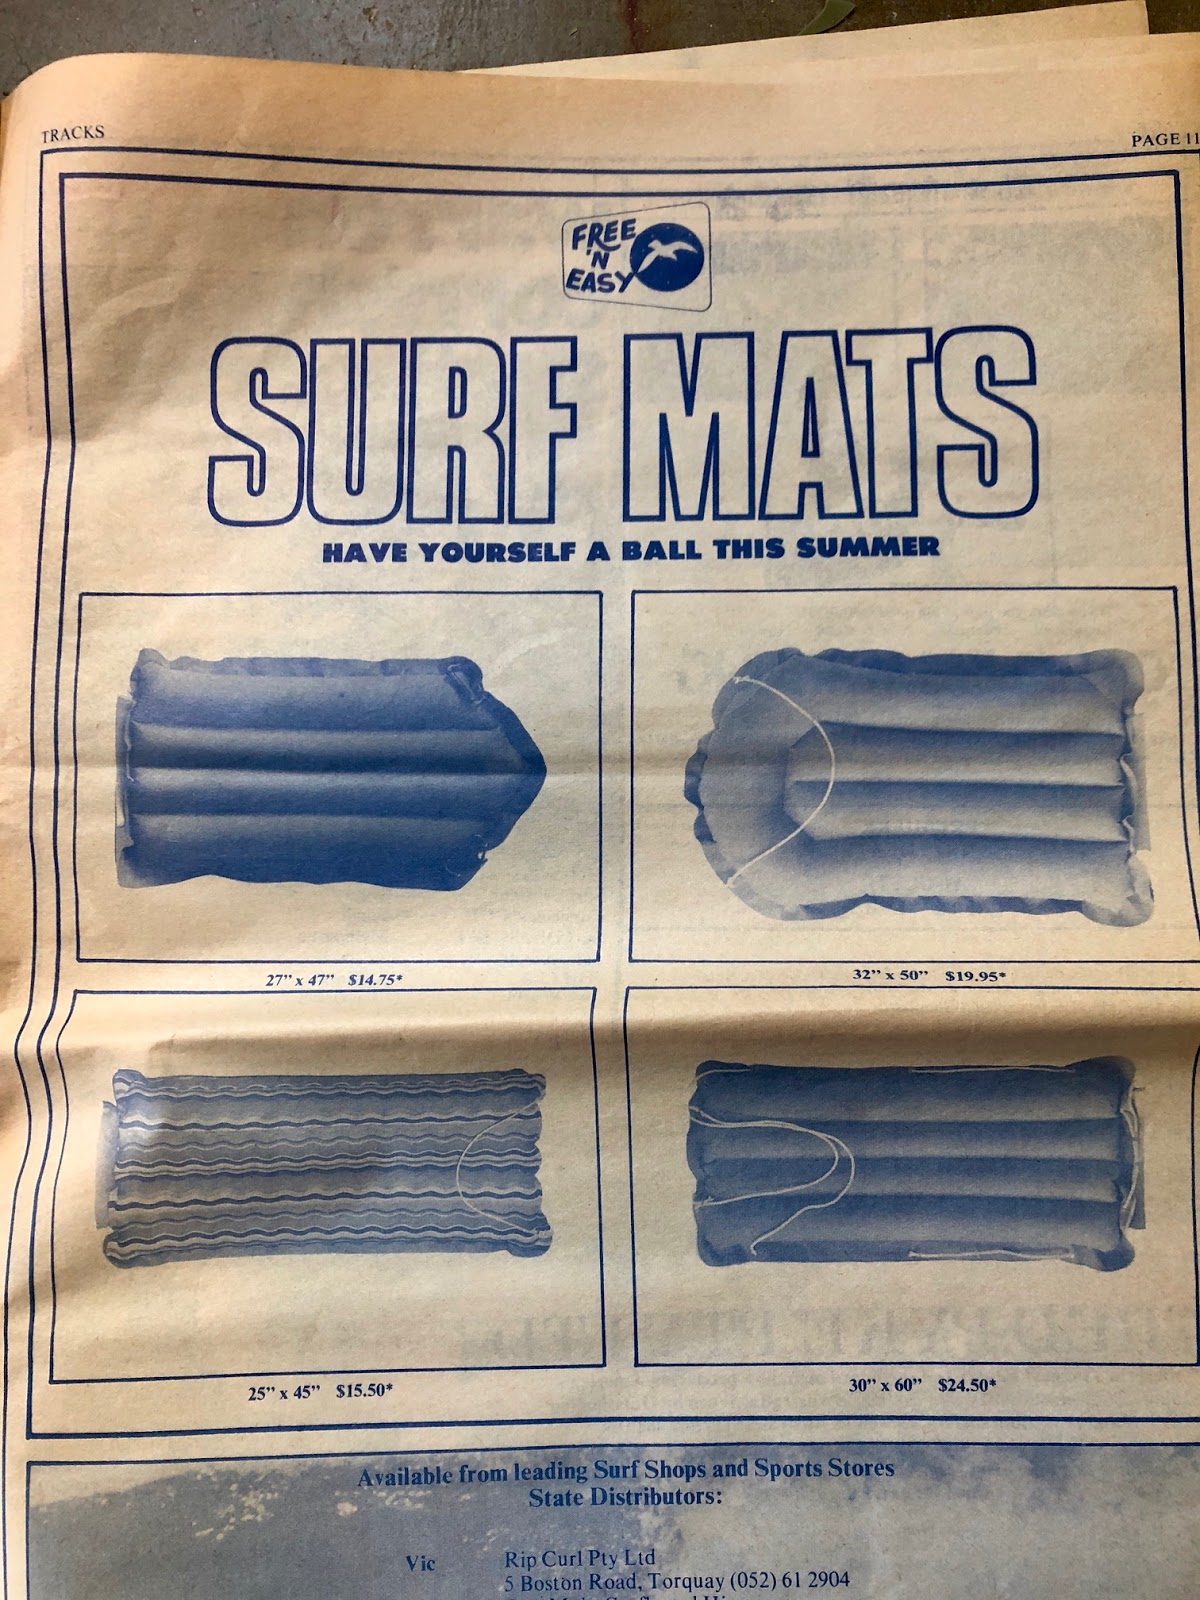 TRACKS
PAGE 11
FREE
'N
EASY
SURF MATS
HAVE YOURSELF A BALL THIS SUMMER
27” x 47” $14.75*
32” x 50” $19.95*
25” x 45” $15.50*
30” x 60” $24.50*
Available from leading Surf Shops and Sports Stores
State Distributors:
Vic Rip Curl Pty Ltd
5 Boston Road, Torquay (052) 61 2904